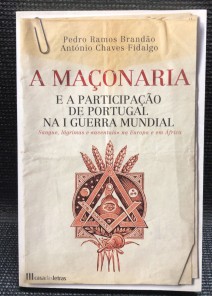 Pedro Ramos Brandão
António Chaves Fidalgo
A MAÇONARIA
E A PARTICIPAÇÃO
DE PORTUGAL
NA I GUERRA MUNDIAL
Sangue, lágrimas e
na Europa e em África
casa das letras